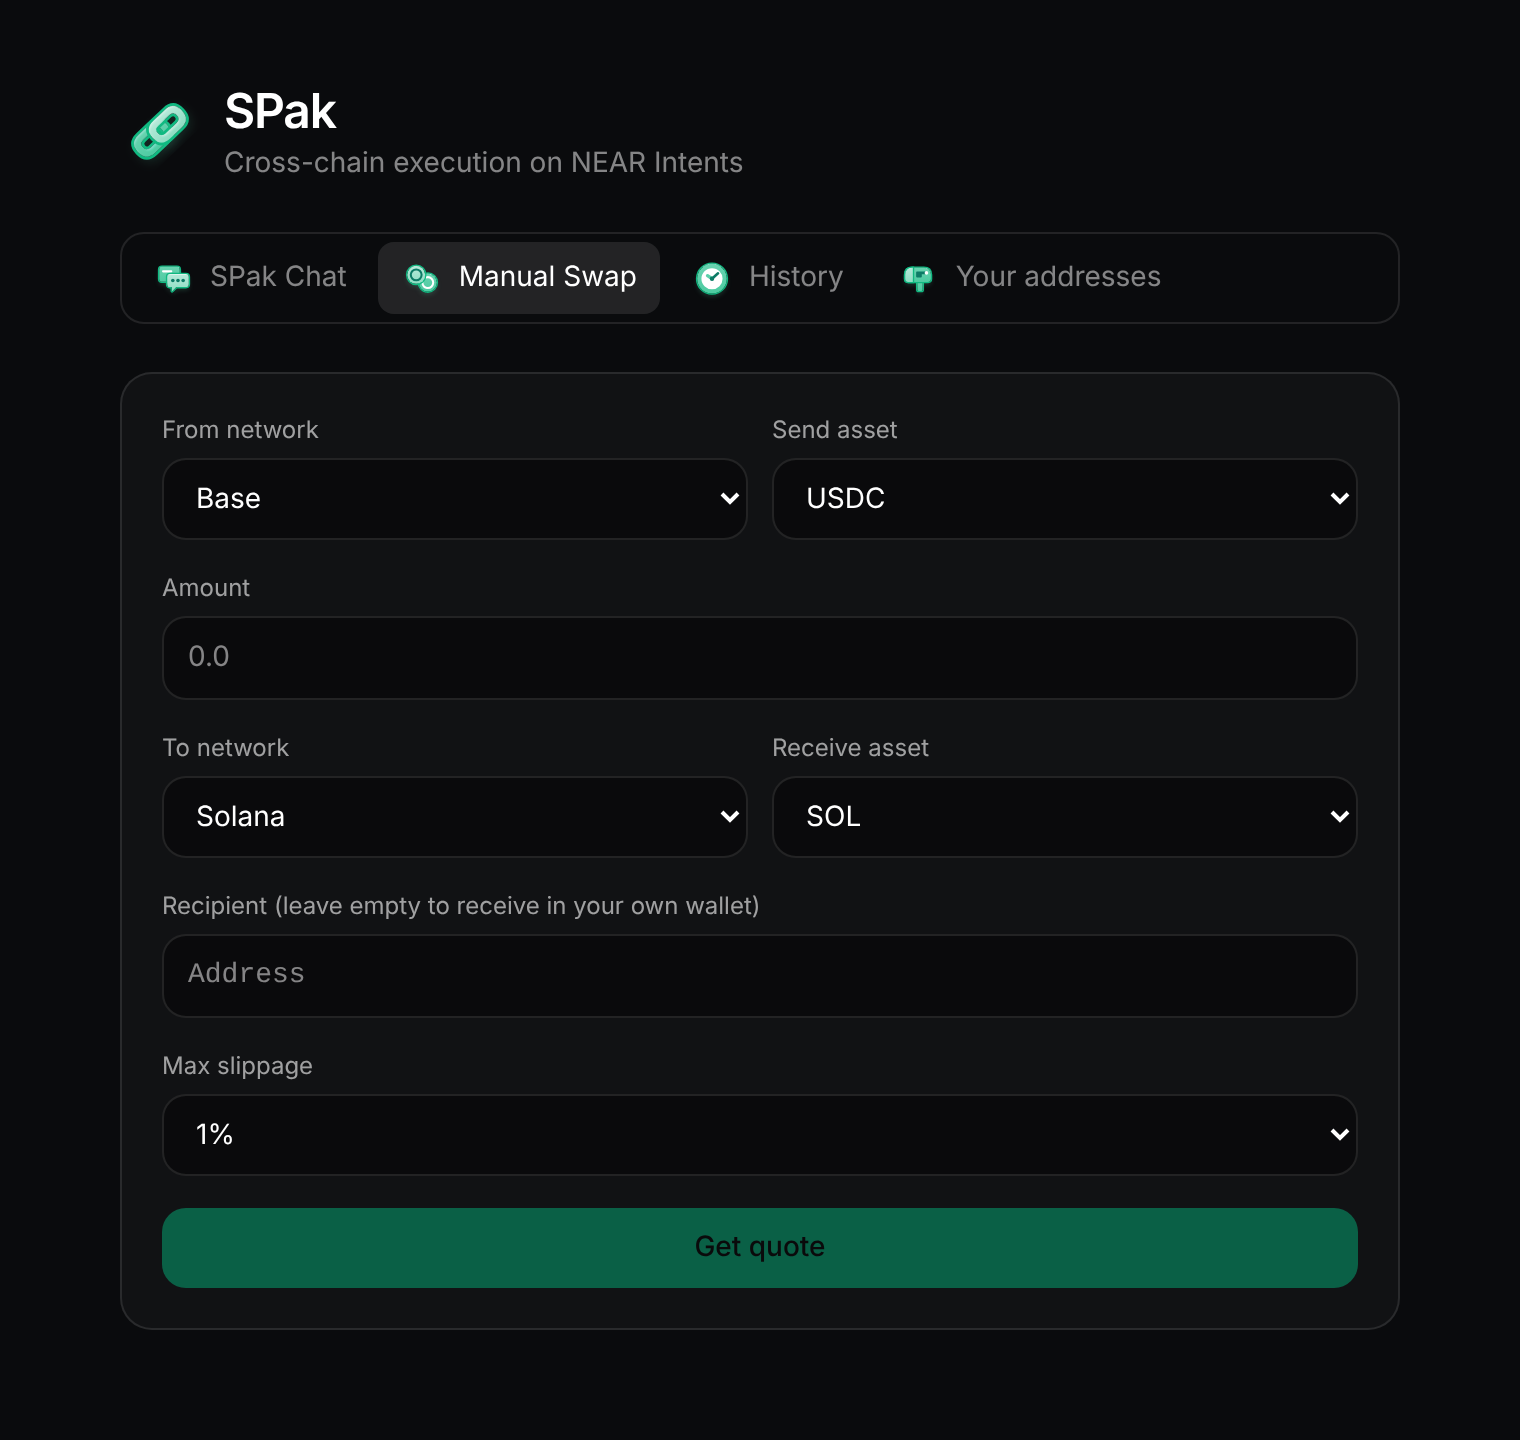 SPak
Cross-chain execution on NEAR Intents
SPak Chat
Manual Swap
History
Your addresses
From network
Send asset
Base
USDC
Amount
0.0
To network
Receive asset
Solana
SOL
Recipient (leave empty to receive in your own wallet)
Address
Max slippage
1%
Get quote